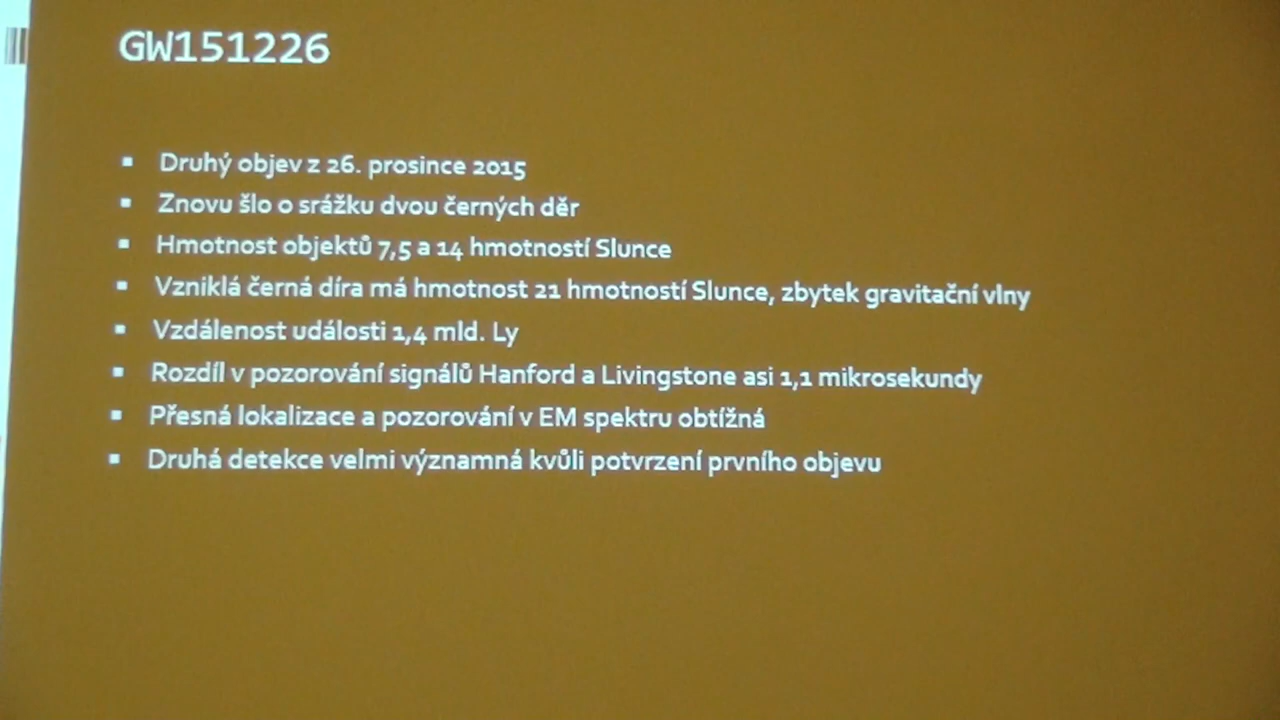 GW151226
▪ Druhý objev z 26. prosince 2015
▪ Znovu šlo o srážku dvou černých děr
▪ Hmotnost objektů 7,5 a 14 hmotností Slunce
▪ Vzniklá černá díra má hmotnost 21 hmotností Slunce, zbytek gravitační vlny
▪ Vzdálenost události 1,4 mld. Ly
▪ Rozdíl v pozorování signálů Hanford a Livingstone asi 1,1 mikrosekundy
▪ Přesná lokalizace a pozorování v EM spektru obtížná
▪ Druhá detekce velmi významná kvůli potvrzení prvního objevu